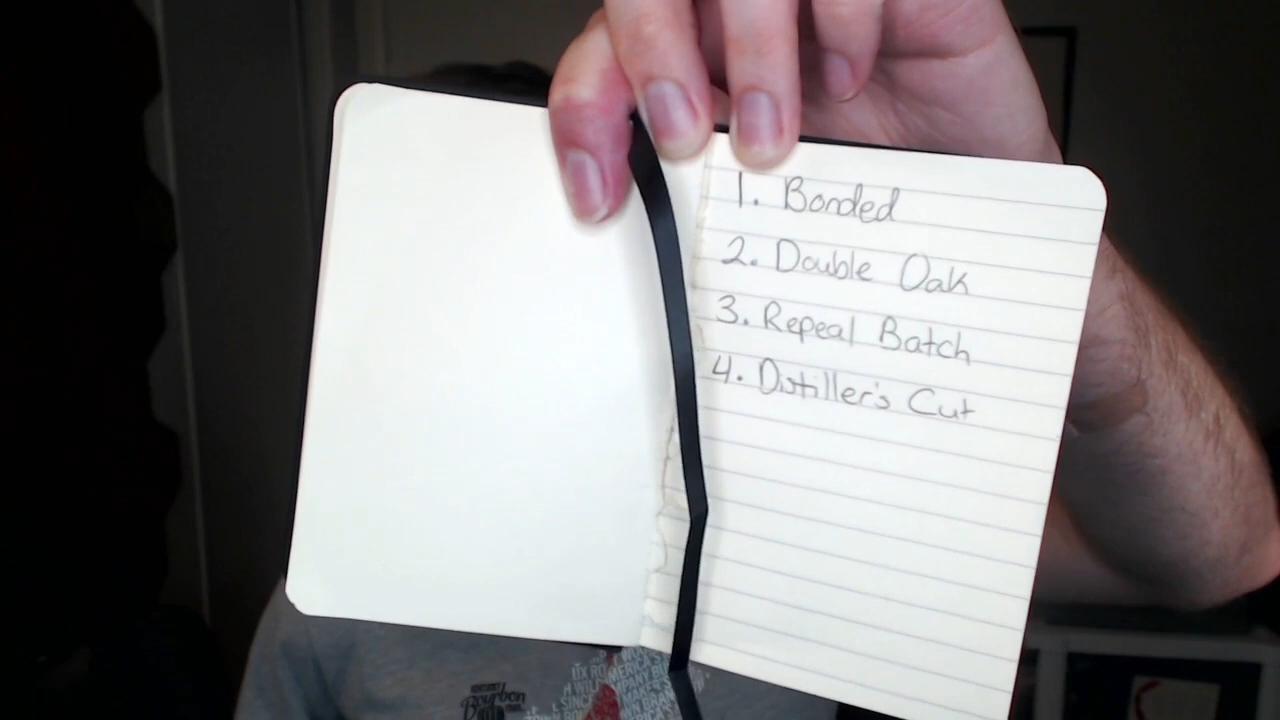 1. Bonded
2. Double Oak
3. Repeal Batch
4. Distiller's Cut
Bourbon